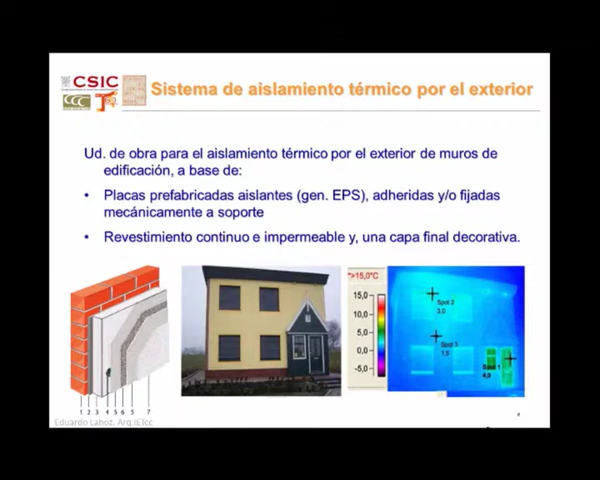 CSIC
Sistema de aislamiento térmico por el exterior
Ud. de obra para el aislamiento térmico por el exterior de muros de
edificación, a base de:
• Placas prefabricadas aislantes (gen. EPS), adheridas y/o fijadas
mecánicamente a soporte
• Revestimiento continuo e impermeable y, una capa final decorativa.
*>15,0°C
15,0
10,0
5,0
0,0
-5,0
Spot 2
3,0
Spot 3
1,5
Spot 1
4,0
1 2 3 4 5 6 5 7
Eduardo Lahoz. Arq.IETcc